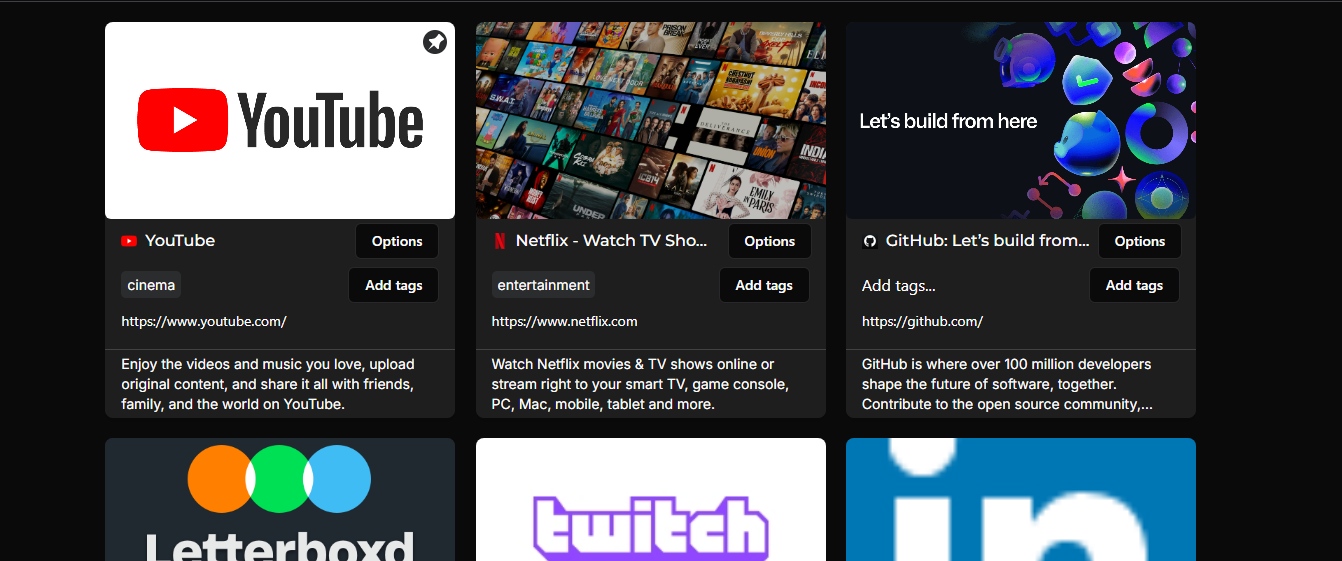 YouTube
Let's build from here
YouTube
Options
Netflix - Watch TV Sho...
Options
GitHub: Let's build from...
Options
cinema
Add tags
entertainment
Add tags
Add tags...
Add tags
https://www.youtube.com/
https://www.netflix.com
https://github.com/
Enjoy the videos and music you love, upload
original content, and share it all with friends,
family, and the world on YouTube.
Watch Netflix movies & TV shows online or
stream right to your smart TV, game console,
PC, Mac, mobile, tablet and more.
GitHub is where over 100 million developers
shape the future of software, together.
Contribute to the open source community,...
Letterboxd
twitch
in